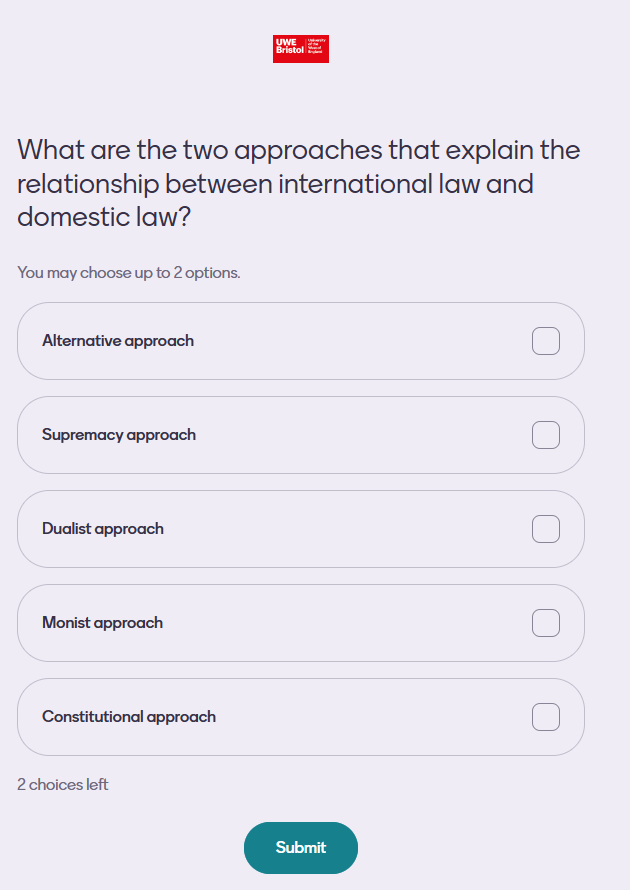 UWE Bristol
University of the West of England
What are the two approaches that explain the
relationship between international law and
domestic law?
You may choose up to 2 options.
Alternative approach
Supremacy approach
Dualist approach
Monist approach
Constitutional approach
2 choices left
Submit